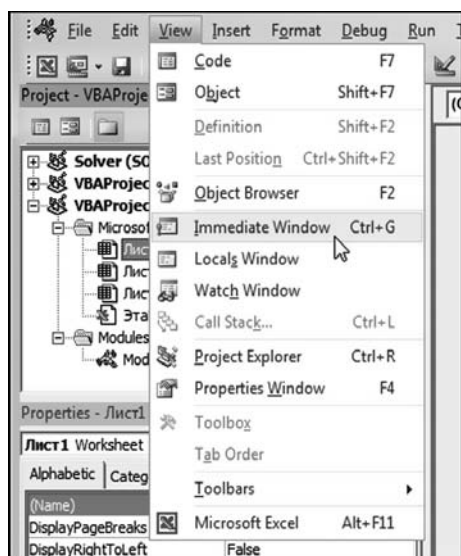 File Edit View Insert Format Debug Run
Code F7
Project - VBAProje
Object Shift+F7
Definition Shift+F2
Last Position Ctrl+Shift+F2
Solver (SO
VBAProjec
Object Browser F2
VBAProjec
Microsof
Immediate Window Ctrl+G
Лист
Locals Window
Лис
Watch Window
Лис
Call Stack... Ctrl+L
Эта
Modules
Project Explorer Ctrl+R
Mod
Properties Window F4
Properties - Лист1
Toolbox
Лист1 Worksheet
Tab Order
Alphabetic Categ
Toolbars
(Name)
Microsoft Excel Alt+F11
DisplayPageBreaks
DisplayRightToLeft False